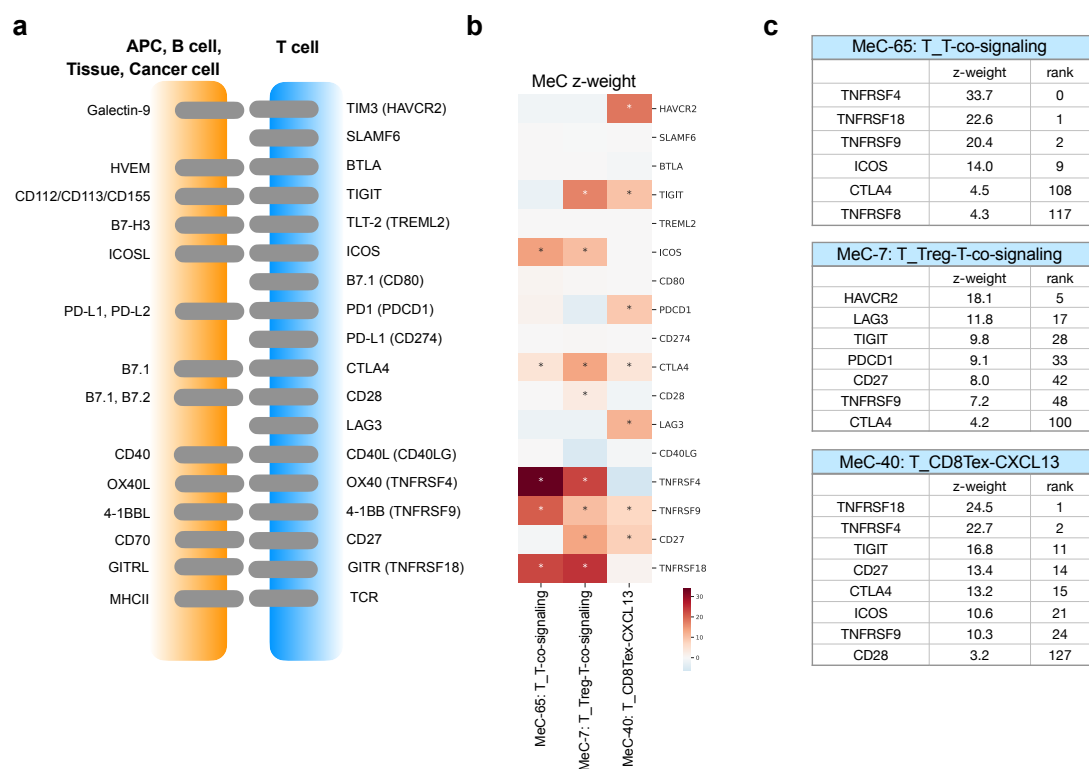 a
APC, B cell,
Tissue, Cancer cell
T cell
Galectin-9
TIM3 (HAVCR2)
SLAMF6
HVEM
BTLA
CD112/CD113/CD155
TIGIT
B7-H3
TLT-2 (TREML2)
ICOSL
ICOS
B7.1 (CD80)
PD-L1, PD-L2
PD1 (PDCD1)
PD-L1 (CD274)
B7.1
CTLA4
B7.1, B7.2
CD28
LAG3
CD40
CD40L (CD40LG)
OX40L
OX40 (TNFRSF4)
4-1BBL
4-1BB (TNFRSF9)
CD70
CD27
GITRL
GITR (TNFRSF18)
MHCII
TCR
b
MeC z-weight
* HAVCR2
SLAMF6
BTLA
* * TIGIT
TREML2
* * ICOS
CD80
* PDCD1
CD274
* * * CTLA4
* CD28
* LAG3
CD40LG
* * TNFRSF4
* * * TNFRSF9
* * CD27
* * TNFRSF18
MeC-65: T_T-co-signaling
MeC-7: T_Treg-T-co-signaling
MeC-40: T_CD8Tex-CXCL13
30
20
10
0
c
MeC-65: T_T-co-signaling
z-weight rank
TNFRSF4 33.7 0
TNFRSF18 22.6 1
TNFRSF9 20.4 2
ICOS 14.0 9
CTLA4 4.5 108
TNFRSF8 4.3 117
MeC-7: T_Treg-T-co-signaling
z-weight rank
HAVCR2 18.1 5
LAG3 11.8 17
TIGIT 9.8 28
PDCD1 9.1 33
CD27 8.0 42
TNFRSF9 7.2 48
CTLA4 4.2 100
MeC-40: T_CD8Tex-CXCL13
z-weight rank
TNFRSF18 24.5 1
TNFRSF4 22.7 2
TIGIT 16.8 11
CD27 13.4 14
CTLA4 13.2 15
ICOS 10.6 21
TNFRSF9 10.3 24
CD28 3.2 127